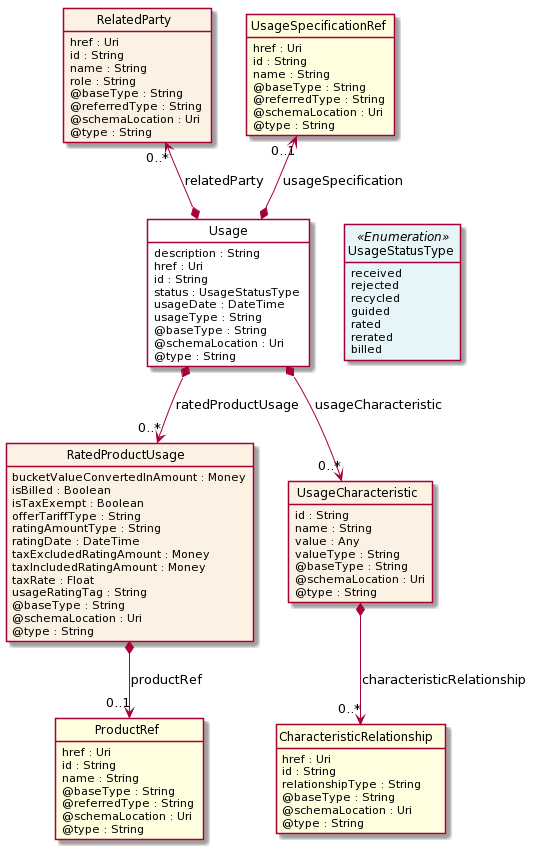 RelatedParty
href : Uri
id : String
name : String
role : String
@baseType : String
@referredType : String
@schemaLocation : Uri
@type : String
UsageSpecificationRef
href : Uri
id : String
name : String
@baseType : String
@referredType : String
@schemaLocation : Uri
@type : String
0..*
0..1
relatedParty
usageSpecification
Usage
description : String
href : Uri
id : String
status : UsageStatusType
usageDate : DateTime
usageType : String
@baseType : String
@schemaLocation : Uri
@type : String
«Enumeration»
UsageStatusType
received
rejected
recycled
guided
rated
rerated
billed
ratedProductUsage
usageCharacteristic
0..*
0..*
RatedProductUsage
bucketValueConvertedInAmount : Money
isBilled : Boolean
isTaxExempt : Boolean
offerTariffType : String
ratingAmountType : String
ratingDate : DateTime
taxExcludedRatingAmount : Money
taxIncludedRatingAmount : Money
taxRate : Float
usageRatingTag : String
@baseType : String
@schemaLocation : Uri
@type : String
UsageCharacteristic
id : String
name : String
value : Any
valueType : String
@baseType : String
@schemaLocation : Uri
@type : String
productRef
characteristicRelationship
0..1
0..*
ProductRef
href : Uri
id : String
name : String
@baseType : String
@referredType : String
@schemaLocation : Uri
@type : String
CharacteristicRelationship
href : Uri
id : String
relationshipType : String
@baseType : String
@schemaLocation : Uri
@type : String